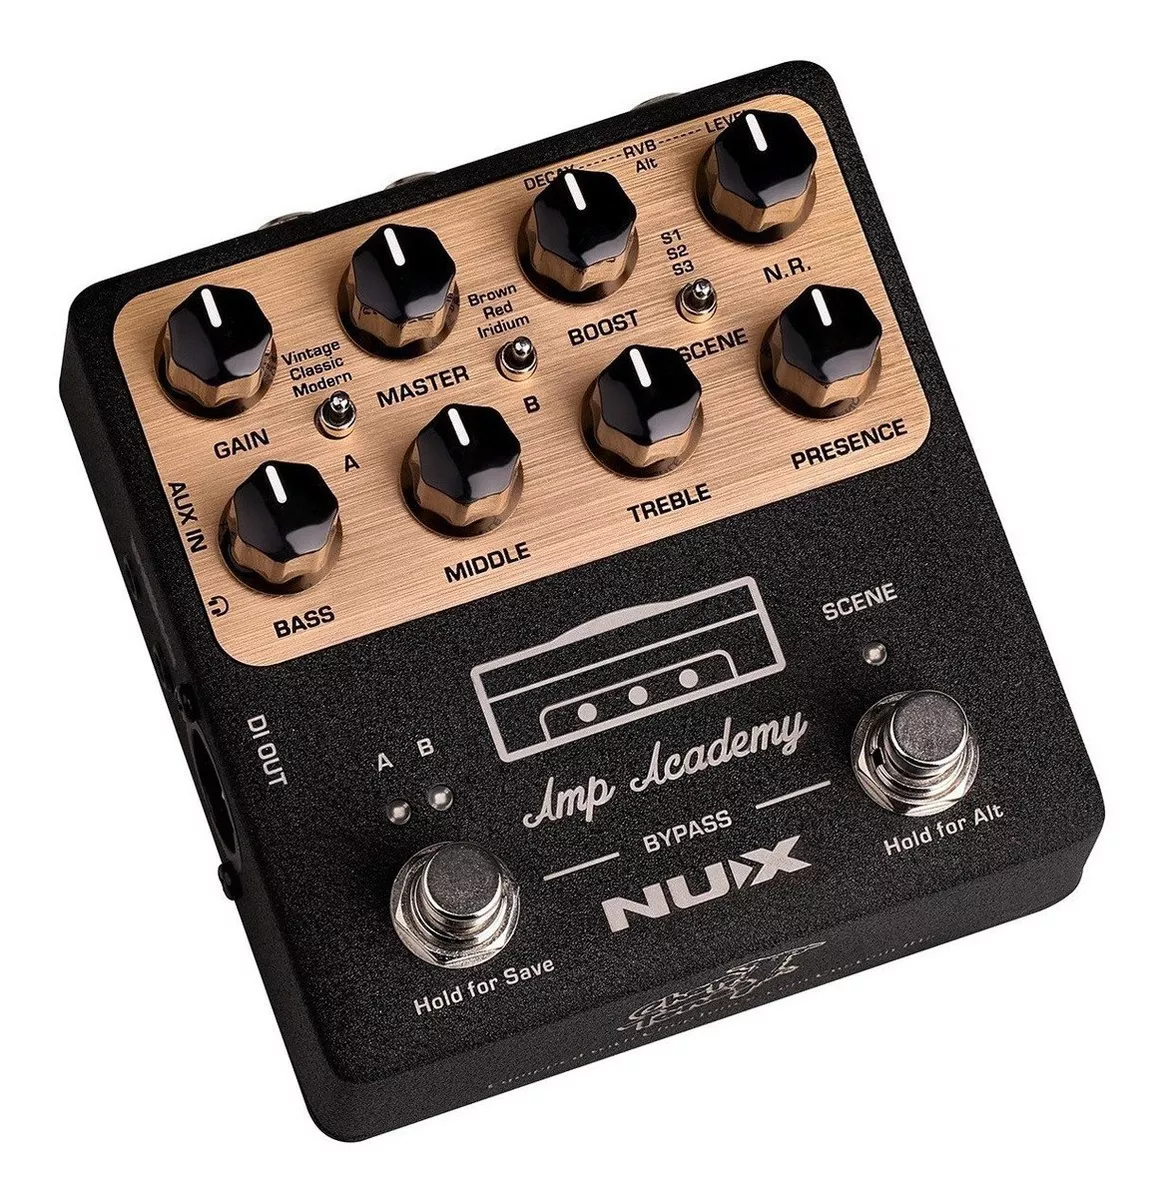 DECAY
RVB
Alt
LEVEL
S1
S2
S3
N.R.
Brown
Red
Iridium
BOOST
SCENE
Vintage
Classic
Modern
MASTER
B
GAIN
A
PRESENCE
TREBLE
MIDDLE
BASS
AUX IN
SCENE
DI OUT
A B
Amp Academy
BYPASS
Hold for Alt
NUX
Hold for Save